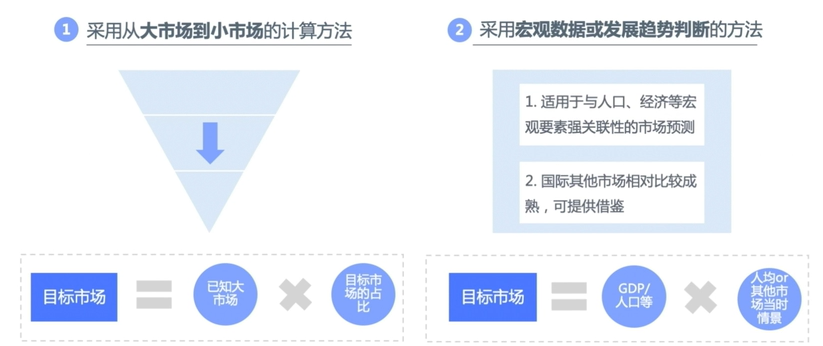 1 采用从大市场到小市场的计算方法
2 采用宏观数据或发展趋势判断的方法
1. 适用于与人口、经济等宏
观要素强关联性的市场预测
2. 国际其他市场相对比较成
熟，可提供借鉴
目标市场
已知大
市场
目标市
场的占
比
目标市场
GDP/
人口等
人均or
其他市
场当时
情景